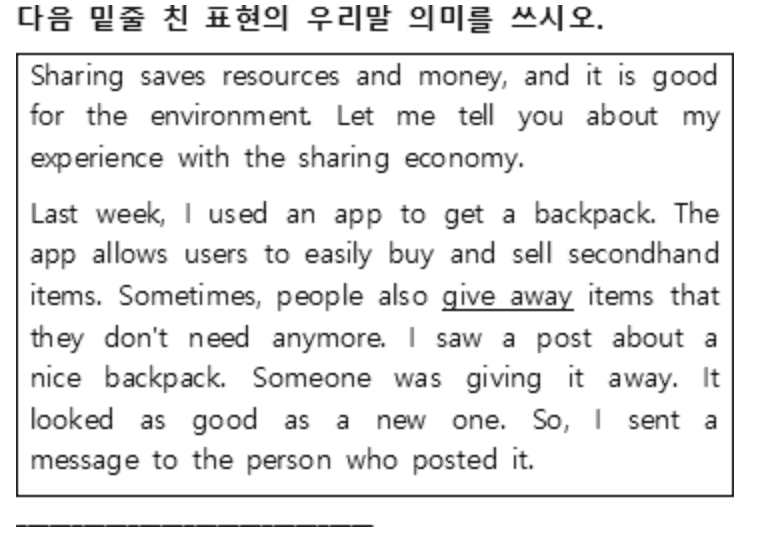 다음 밑줄 친 표현의 우리말 의미를 쓰시오.
Sharing saves resources and money, and it is good
for the environment. Let me tell you about my
experience with the sharing economy.
Last week, I used an app to get a backpack. The
app allows users to easily buy and sell secondhand
items. Sometimes, people also give away items that
they don't need anymore. I saw a post about a
nice backpack. Someone was giving it away. It
looked as good as a new one. So, I sent a
message to the person who posted it.